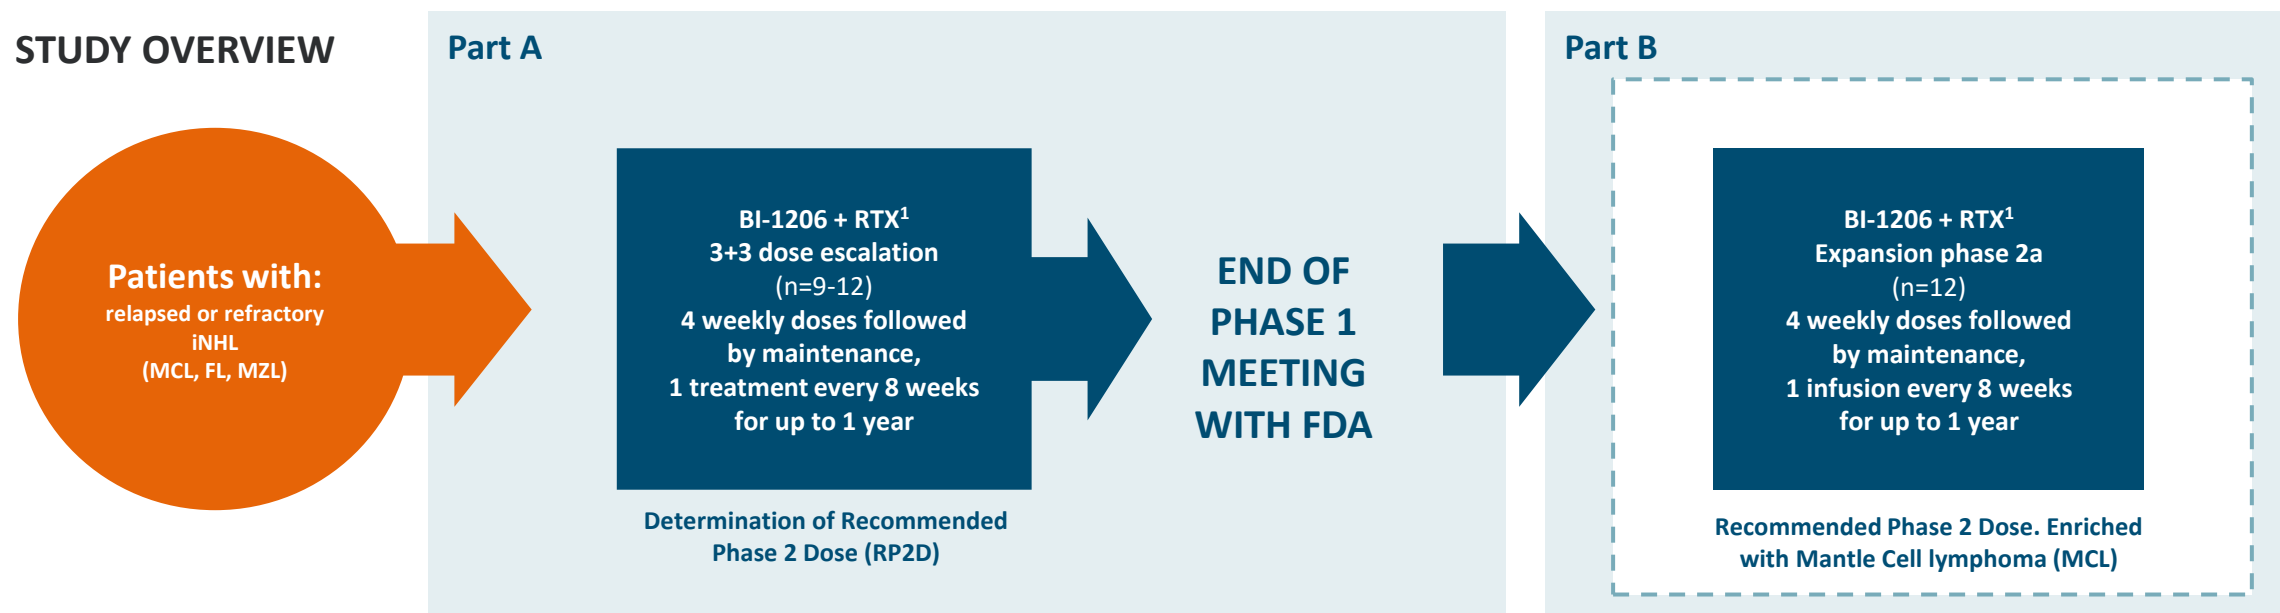 STUDY OVERVIEW
Patients with:
relapsed or refractory
iNHL
(MCL, FL, MZL)
Part A
BI-1206 + RTX¹
3+3 dose escalation
(n=9-12)
4 weekly doses followed
by maintenance,
1 treatment every 8 weeks
for up to 1 year
Determination of Recommended
Phase 2 Dose (RP2D)
END OF
PHASE 1
MEETING
WITH FDA
Part B
BI-1206 + RTX¹
Expansion phase 2a
(n=12)
4 weekly doses followed
by maintenance,
1 infusion every 8 weeks
for up to 1 year
Recommended Phase 2 Dose. Enriched
with Mantle Cell lymphoma (MCL)